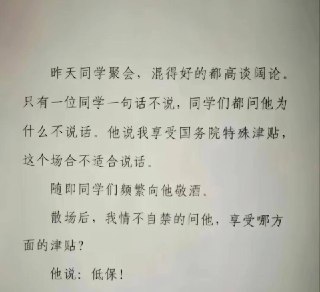 昨天同学聚会，混得好的都高谈阔论。
只有一位同学一句话不说，同学们都问他为
什么不说话。他说我享受国务院特殊津贴，
这个场合不适合说话。
随即同学们频繁向他敬酒。
散场后，我情不自禁的问他，享受哪方
面的津贴？
他说：低保！